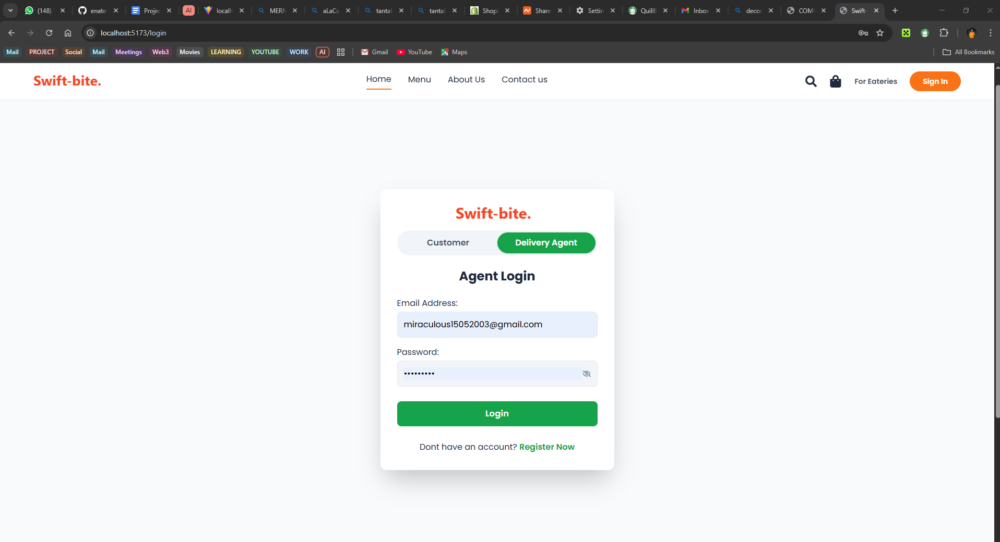 (148)
enate
Projec
AI
localh
MERN
aLaCa
tantal
tantal
Shopi
Share
Settin
QuillB
Inbox
decou
COMP
Swift-
localhost:5173/login
Mail PROJECT Social Mail Meetings Web3 Movies LEARNING YOUTUBE WORK AI Gmail YouTube Maps All Bookmarks
Swift-bite. Home Menu About Us Contact us For Eateries Sign In
Swift-bite.
Customer Delivery Agent
Agent Login
Email Address:
miraculous15052003@gmail.com
Password:
•••••••••
Login
Dont have an account? Register Now